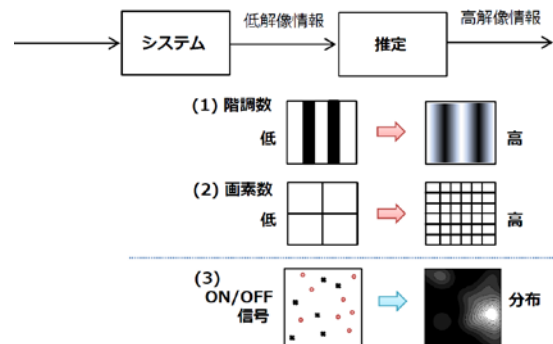 システム
低解像情報
推定
高解像情報
(1) 階調数
低
高
(2) 画素数
低
高
(3)
ON/OFF
信号
分布